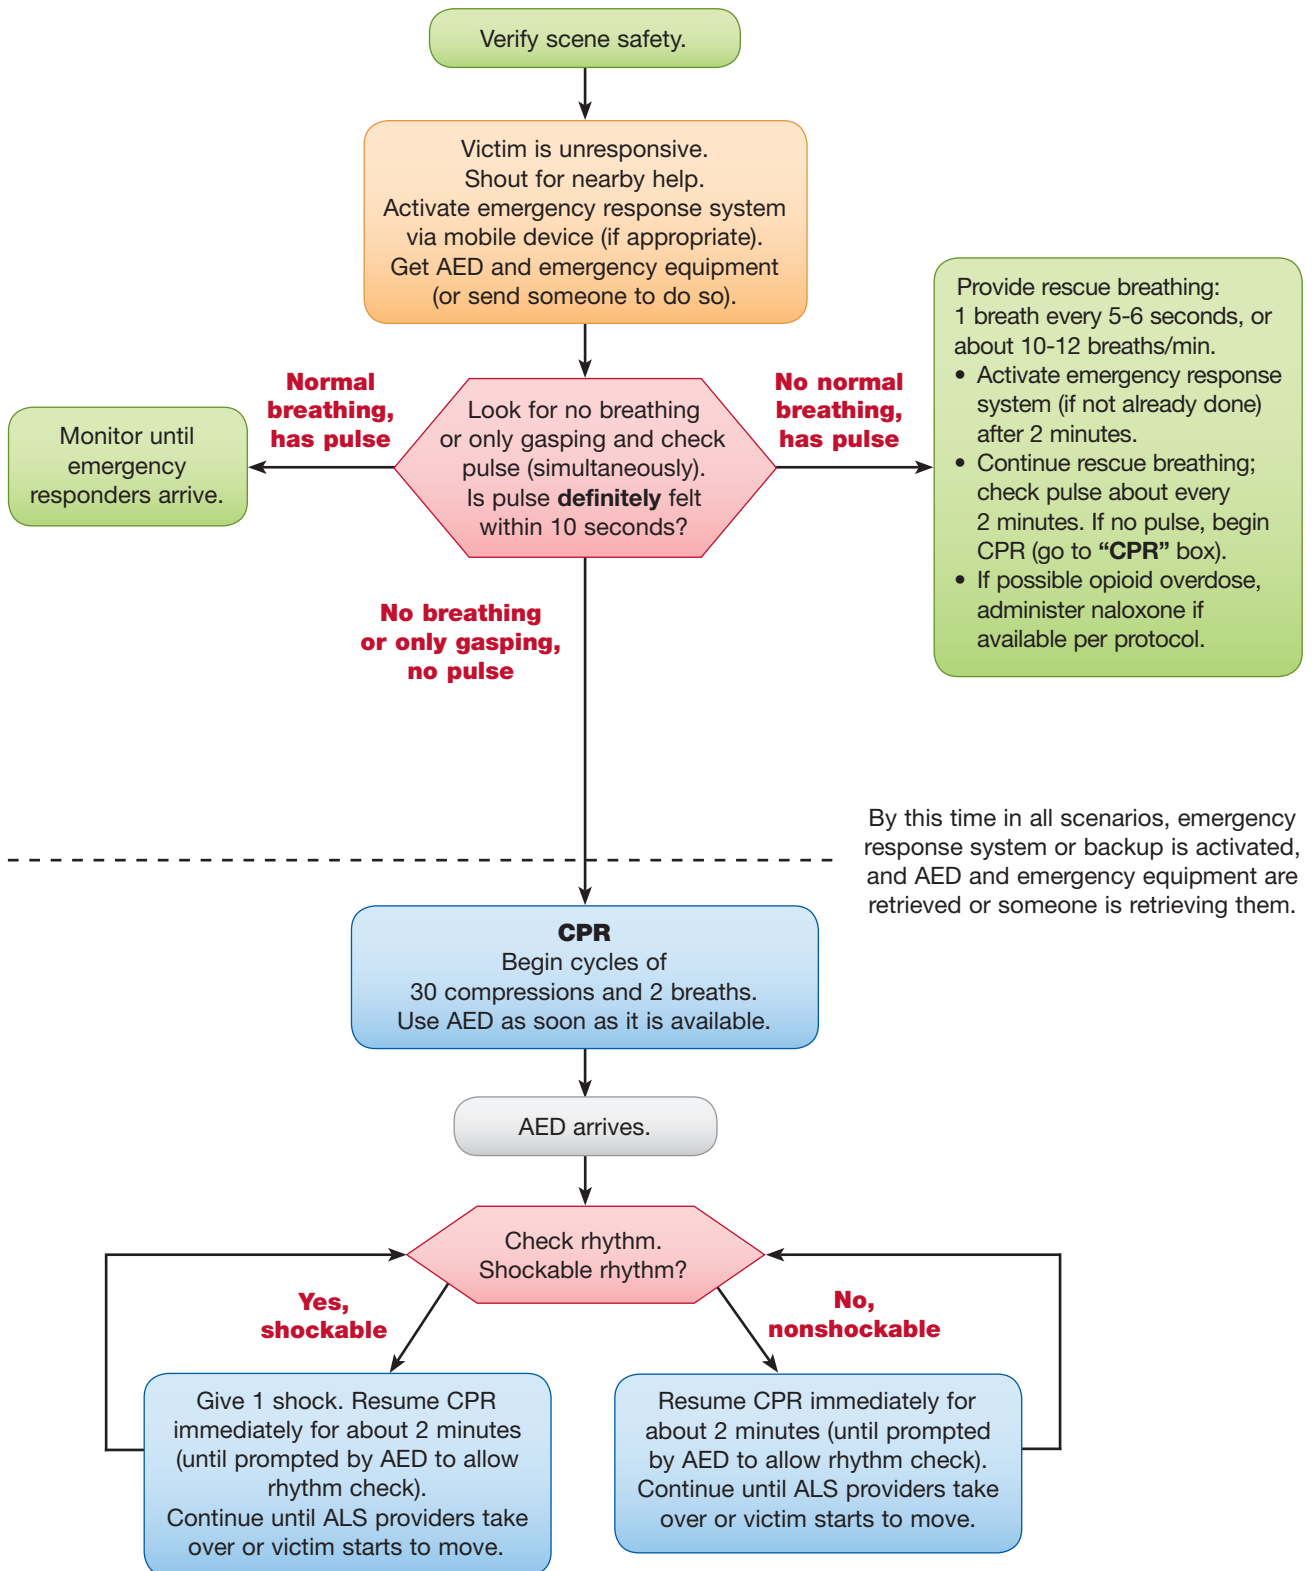 Verify scene safety.
Victim is unresponsive.
Shout for nearby help.
Activate emergency response system
via mobile device (if appropriate).
Get AED and emergency equipment
(or send someone to do so).
Normal
breathing,
has pulse
Look for no breathing
or only gasping and check
pulse (simultaneously).
Is pulse definitely felt
within 10 seconds?
No normal
breathing,
has pulse
Monitor until
emergency
responders arrive.
Provide rescue breathing:
1 breath every 5-6 seconds, or
about 10-12 breaths/min.
• Activate emergency response
system (if not already done)
after 2 minutes.
• Continue rescue breathing;
check pulse about every
2 minutes. If no pulse, begin
CPR (go to “CPR” box).
• If possible opioid overdose,
administer naloxone if
available per protocol.
No breathing
or only gasping,
no pulse
By this time in all scenarios, emergency
response system or backup is activated,
and AED and emergency equipment are
retrieved or someone is retrieving them.
CPR
Begin cycles of
30 compressions and 2 breaths.
Use AED as soon as it is available.
AED arrives.
Check rhythm.
Shockable rhythm?
Yes,
shockable
No,
nonshockable
Give 1 shock. Resume CPR
immediately for about 2 minutes
(until prompted by AED to allow
rhythm check).
Continue until ALS providers take
over or victim starts to move.
Resume CPR immediately for
about 2 minutes (until prompted
by AED to allow rhythm check).
Continue until ALS providers take
over or victim starts to move.